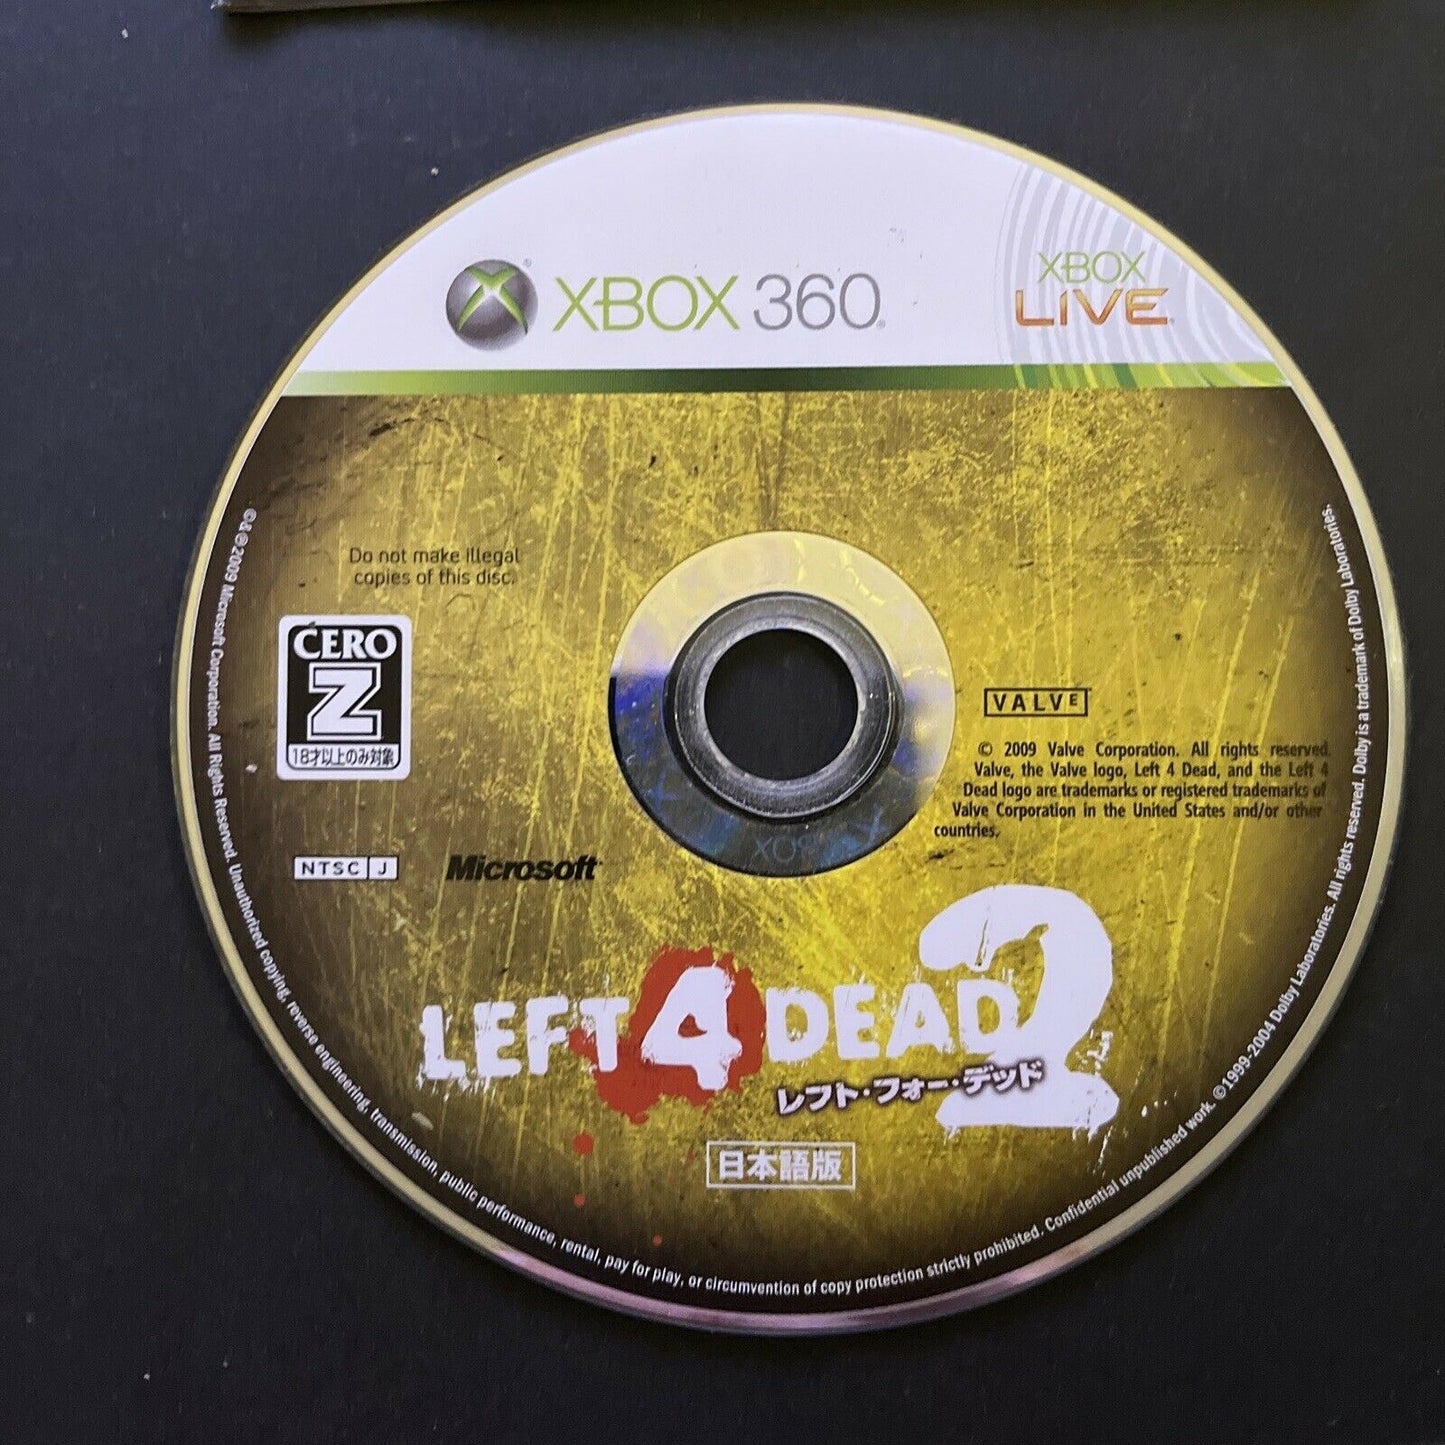 XBOX 360
XBOX
LIVE
Do not make illegal
copies of this disc.
CERO
Z
18才以上のみ対象
NTSC J
Microsoft
VALVE
© 2009 Valve Corporation. All rights reserved.
Valve, the Valve logo, Left 4 Dead, and the Left 4
Dead logo are trademarks or registered trademarks of
Valve Corporation in the United States and/or other
countries.
LEFT 4 DEAD 2
レフト・フォー・デッド
日本語版
©&℗2009 Microsoft Corporation. All Rights Reserved. Unauthorized copying, reverse engineering, transmission, public performance, rental, pay for play, or circumvention of copy protection strictly prohibited. Confidential unpublished work. ©1999-2004 Dolby Laboratories. All rights reserved. Dolby is a trademark of Dolby Laboratories.